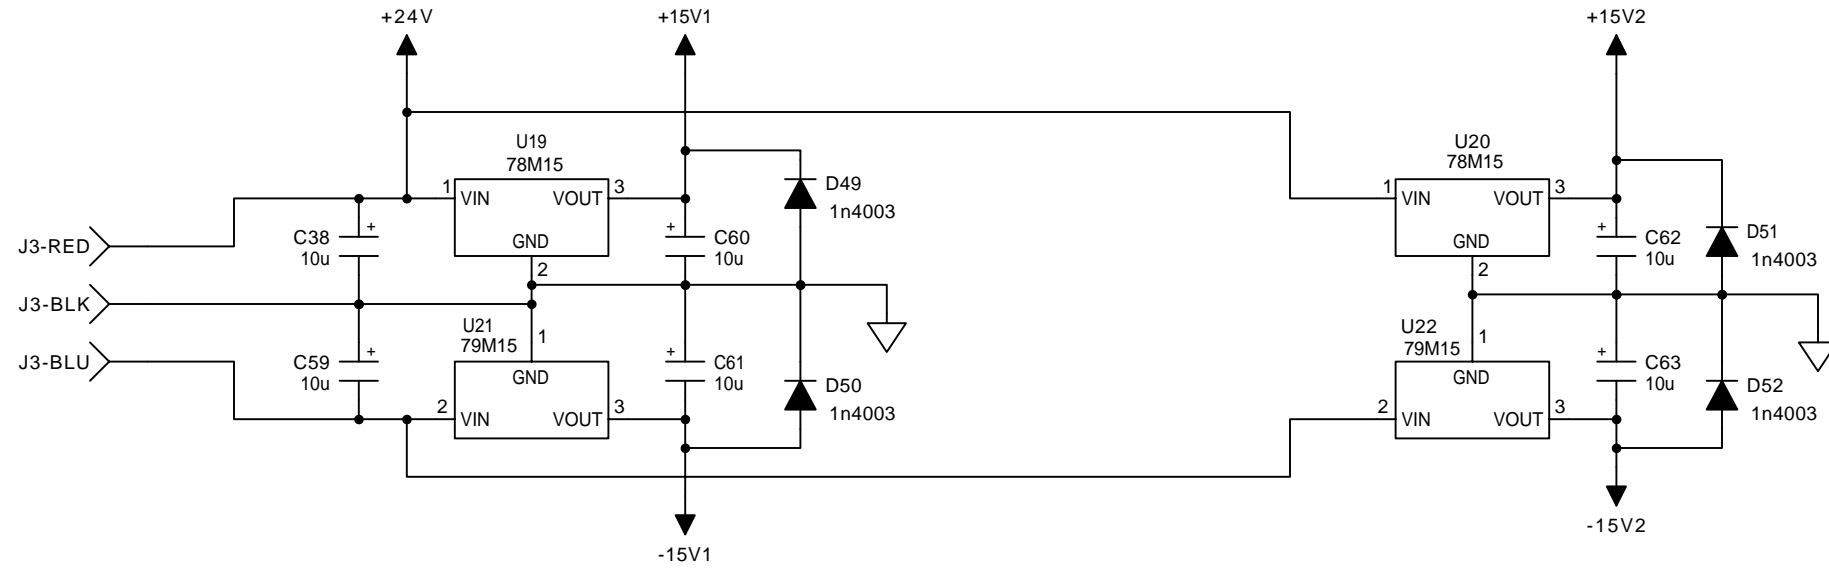 +24V
+15V1
+15V2
U19
78M15
U20
78M15
1
VIN
VOUT
3
GND
2
D49
1n4003
1
VIN
VOUT
3
GND
2
D51
1n4003
J3-RED
C38
10u
+
C60
10u
+
C62
10u
+
J3-BLK
J3-BLU
U21
79M15
1
GND
U22
79M15
1
GND
C59
10u
+
C61
10u
+
C63
10u
+
2
VIN
VOUT
3
D50
1n4003
2
VIN
VOUT
3
D52
1n4003
-15V1
-15V2